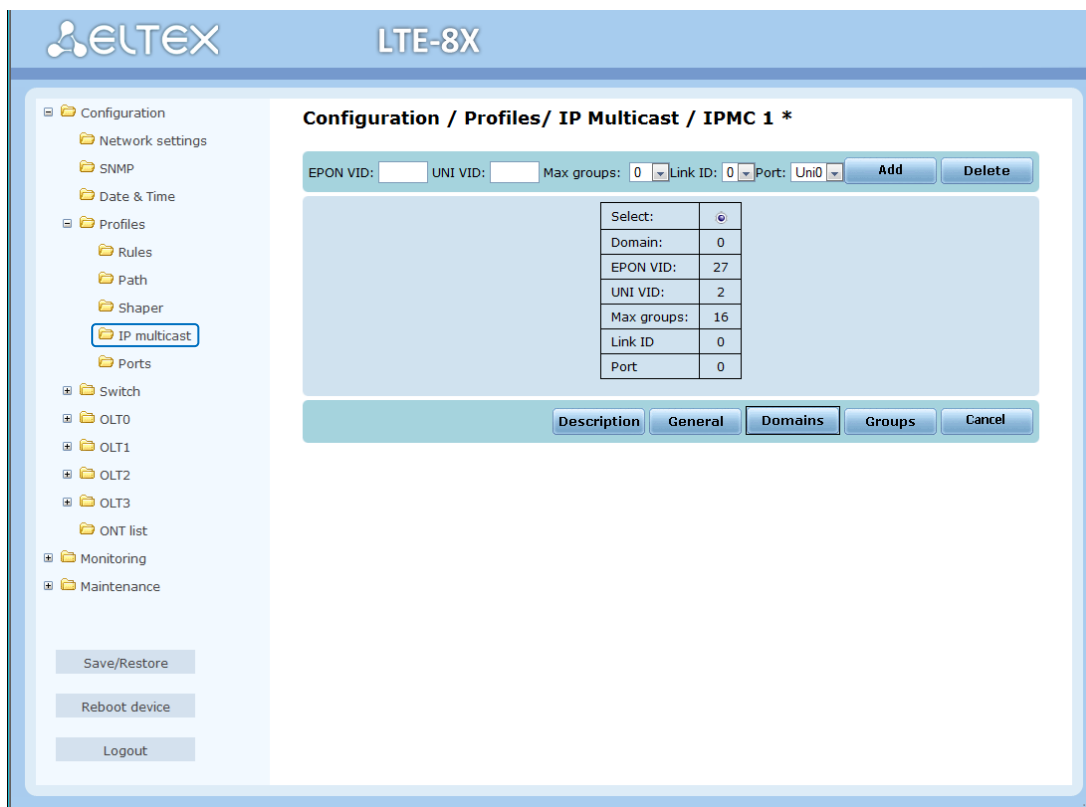 ELTEX LTE-8X
Configuration
Network settings
SNMP
Date & Time
Profiles
Rules
Path
Shaper
IP multicast
Ports
Switch
OLT0
OLT1
OLT2
OLT3
ONT list
Monitoring
Maintenance
Save/Restore
Reboot device
Logout
Configuration / Profiles/ IP Multicast / IPMC 1 *
EPON VID: UNI VID: Max groups: 0 Link ID: 0 Port: Uni0 Add Delete
Select:
Domain: 0
EPON VID: 27
UNI VID: 2
Max groups: 16
Link ID 0
Port 0
Description General Domains Groups Cancel